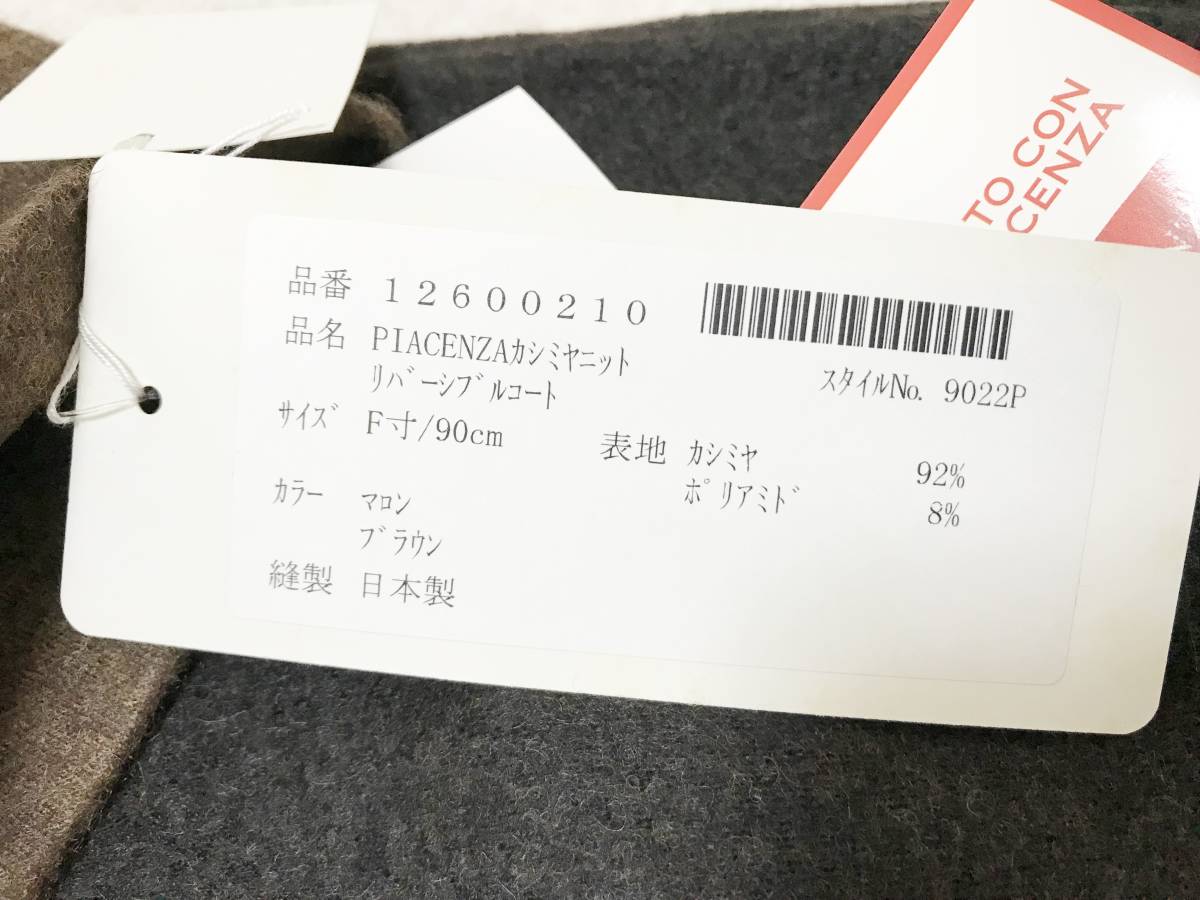 品番 12600210
品名 PIACENZAカシミヤニット
リバーシブルコート
スタイルNo. 9022P
サイズ F寸/90cm
表地 カシミヤ 92%
ポリアミド 8%
カラー マロン
ブラウン
縫製 日本製
TO CON
CENZA